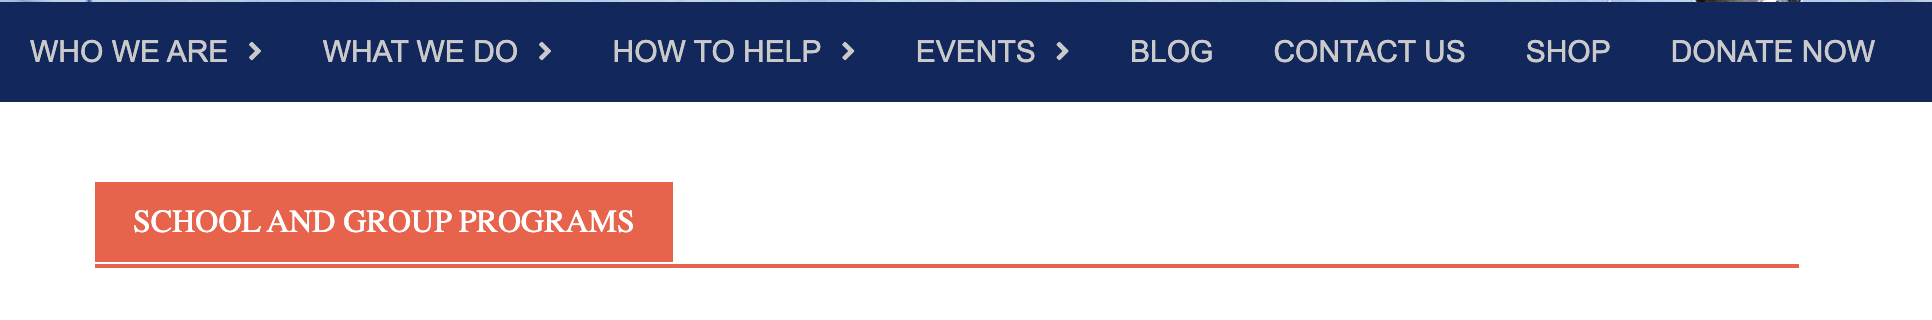 WHO WE ARE WHAT WE DO HOW TO HELP EVENTS BLOG CONTACT US SHOP DONATE NOW
SCHOOL AND GROUP PROGRAMS